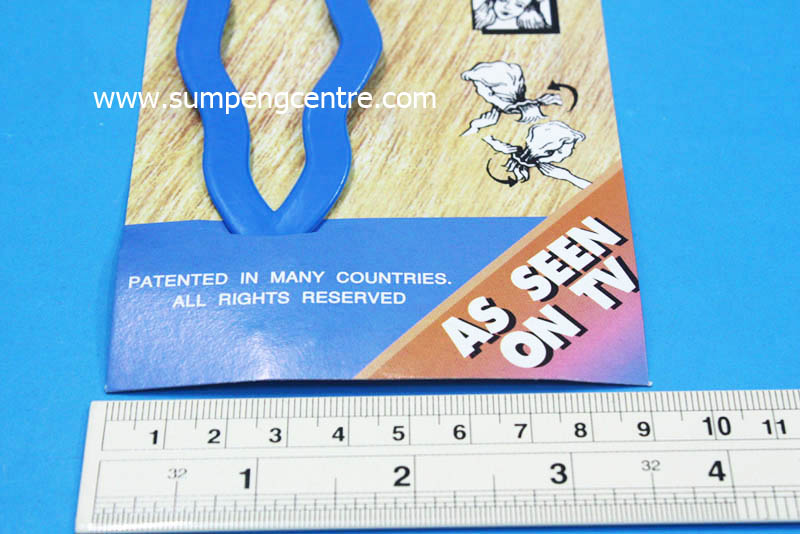 www.sumpengcentre.com
PATENTED IN MANY COUNTRIES.
ALL RIGHTS RESERVED
AS SEEN
ON TV
1 2 3 4 5 6 7 8 9 10 11
32 1 2 3 32 4